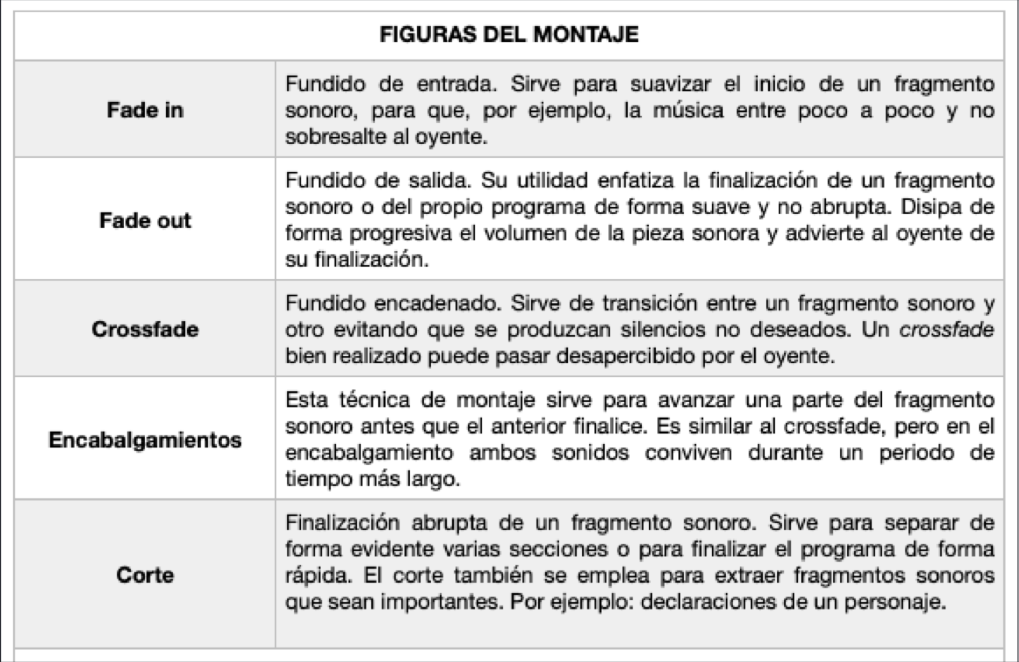 FIGURAS DEL MONTAJE
Fade in
Fundido de entrada. Sirve para suavizar el inicio de un fragmento
sonoro, para que, por ejemplo, la música entre poco a poco y no
sobresalte al oyente.
Fade out
Fundido de salida. Su utilidad enfatiza la finalización de un fragmento
sonoro o del propio programa de forma suave y no abrupta. Disipa de
forma progresiva el volumen de la pieza sonora y advierte al oyente de
su finalización.
Crossfade
Fundido encadenado. Sirve de transición entre un fragmento sonoro y
otro evitando que se produzcan silencios no deseados. Un crossfade
bien realizado puede pasar desapercibido por el oyente.
Encabalgamientos
Esta técnica de montaje sirve para avanzar una parte del fragmento
sonoro antes que el anterior finalice. Es similar al crossfade, pero en el
encabalgamiento ambos sonidos conviven durante un periodo de
tiempo más largo.
Corte
Finalización abrupta de un fragmento sonoro. Sirve para separar de
forma evidente varias secciones o para finalizar el programa de forma
rápida. El corte también se emplea para extraer fragmentos sonoros
que sean importantes. Por ejemplo: declaraciones de un personaje.